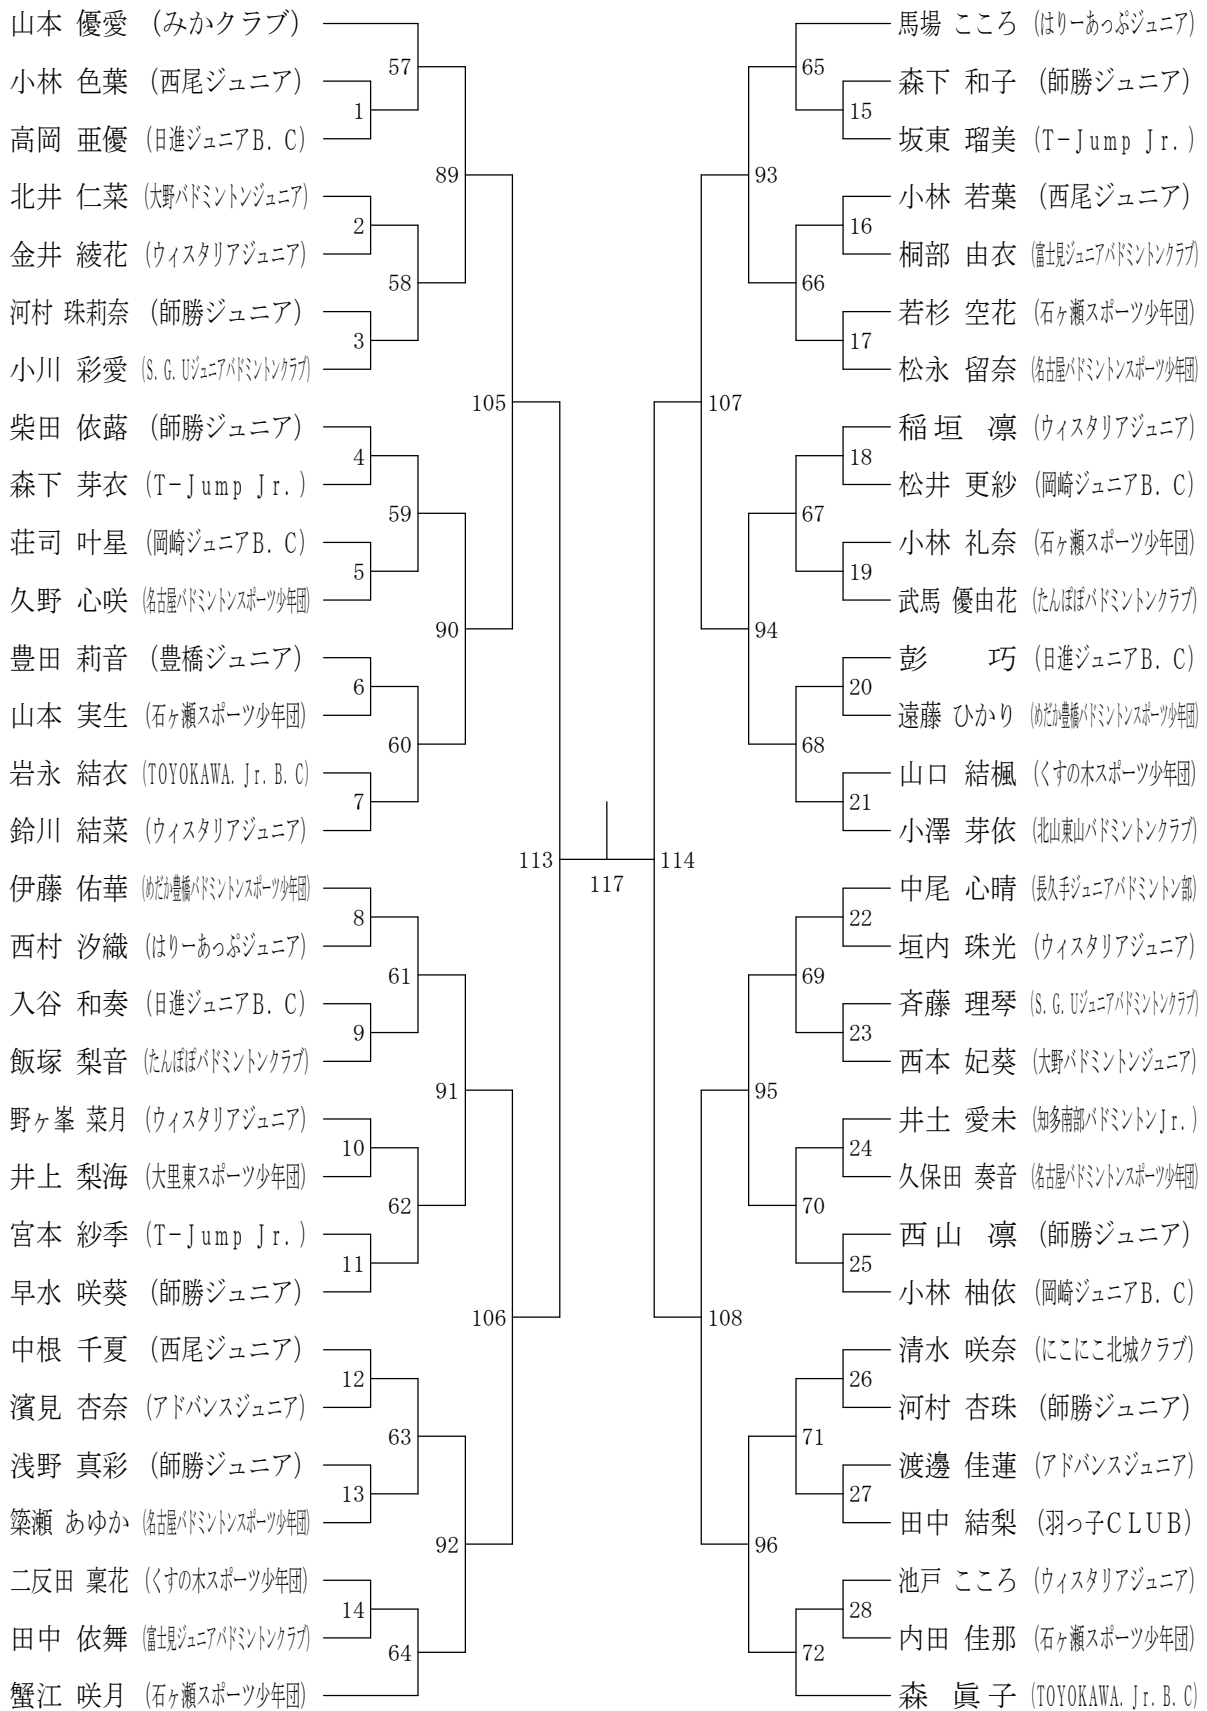 山本 優愛 (みかクラブ)
小林 色葉 (西尾ジュニア)
高岡 亜優 (日進ジュニアB.C)
北井 仁菜 (大野バドミントンジュニア)
金井 綾花 (ウィスタリアジュニア)
河村 珠莉奈 (師勝ジュニア)
小川 彩愛 (S.G.Uジュニアバドミントンクラブ)
柴田 依蕗 (師勝ジュニア)
森下 芽衣 (T-Jump Jr.)
荘司 叶星 (岡崎ジュニアB.C)
久野 心咲 (名古屋バドミントンスポーツ少年団)
豊田 莉音 (豊橋ジュニア)
山本 実生 (石ヶ瀬スポーツ少年団)
岩永 結衣 (TOYOKAWA.Jr.B.C)
鈴川 結菜 (ウィスタリアジュニア)
伊藤 佑華 (めだか豊橋バドミントンスポーツ少年団)
西村 汐織 (はりーあっぷジュニア)
入谷 和奏 (日進ジュニアB.C)
飯塚 梨音 (たんぽぽバドミントンクラブ)
野ヶ峯 菜月 (ウィスタリアジュニア)
井上 梨海 (大里東スポーツ少年団)
宮本 紗季 (T-Jump Jr.)
早水 咲葵 (師勝ジュニア)
中根 千夏 (西尾ジュニア)
濱見 杏奈 (アドバンスジュニア)
浅野 真彩 (師勝ジュニア)
簗瀬 あゆか (名古屋バドミントンスポーツ少年団)
二反田 稟花 (くすの木スポーツ少年団)
田中 依舞 (富士見ジュニアバドミントンクラブ)
蟹江 咲月 (石ヶ瀬スポーツ少年団)
1
2
3
4
5
6
7
8
9
10
11
12
13
14
57
58
59
60
61
62
63
64
89
90
91
92
105
106
113
117
114
107
108
93
94
95
96
65
66
67
68
69
70
71
72
15
16
17
18
19
20
21
22
23
24
25
26
27
28
馬場 こころ (はりーあっぷジュニア)
森下 和子 (師勝ジュニア)
坂東 瑠美 (T-Jump Jr.)
小林 若葉 (西尾ジュニア)
桐部 由衣 (富士見ジュニアバドミントンクラブ)
若杉 空花 (石ヶ瀬スポーツ少年団)
松永 留奈 (名古屋バドミントンスポーツ少年団)
稲垣 凛 (ウィスタリアジュニア)
松井 更紗 (岡崎ジュニアB.C)
小林 礼奈 (石ヶ瀬スポーツ少年団)
武馬 優由花 (たんぽぽバドミントンクラブ)
彭 巧 (日進ジュニアB.C)
遠藤 ひかり (めだか豊橋バドミントンスポーツ少年団)
山口 結楓 (くすの木スポーツ少年団)
小澤 芽依 (北山東山バドミントンクラブ)
中尾 心晴 (長久手ジュニアバドミントン部)
垣内 珠光 (ウィスタリアジュニア)
斉藤 理琴 (S.G.Uジュニアバドミントンクラブ)
西本 妃葵 (大野バドミントンジュニア)
井土 愛未 (知多南部バドミントンJr.)
久保田 奏音 (名古屋バドミントンスポーツ少年団)
西山 凛 (師勝ジュニア)
小林 柚依 (岡崎ジュニアB.C)
清水 咲奈 (にこにこ北城クラブ)
河村 杏珠 (師勝ジュニア)
渡邊 佳蓮 (アドバンスジュニア)
田中 結梨 (羽っ子CLUB)
池戸 こころ (ウィスタリアジュニア)
内田 佳那 (石ヶ瀬スポーツ少年団)
森 眞子 (TOYOKAWA.Jr.B.C)